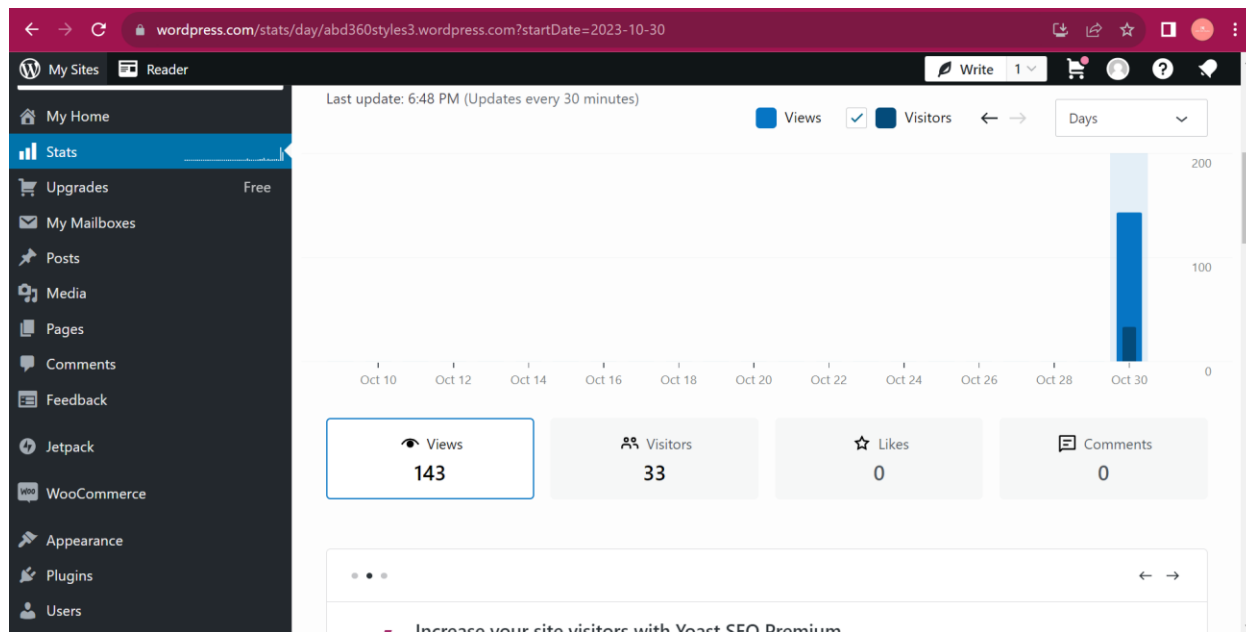 wordpress.com/stats/day/abd360styles3.wordpress.com?startDate=2023-10-30
My Sites Reader Write 1
My Home
Stats
Upgrades Free
My Mailboxes
Posts
Media
Pages
Comments
Feedback
Jetpack
Woo WooCommerce
Appearance
Plugins
Users
Last update: 6:48 PM (Updates every 30 minutes)
Views Visitors Days
200
100
0
Oct 10 Oct 12 Oct 14 Oct 16 Oct 18 Oct 20 Oct 22 Oct 24 Oct 26 Oct 28 Oct 30
Views Visitors Likes Comments
143 33 0 0
Increase your site visitors with Yoast SEO Premium